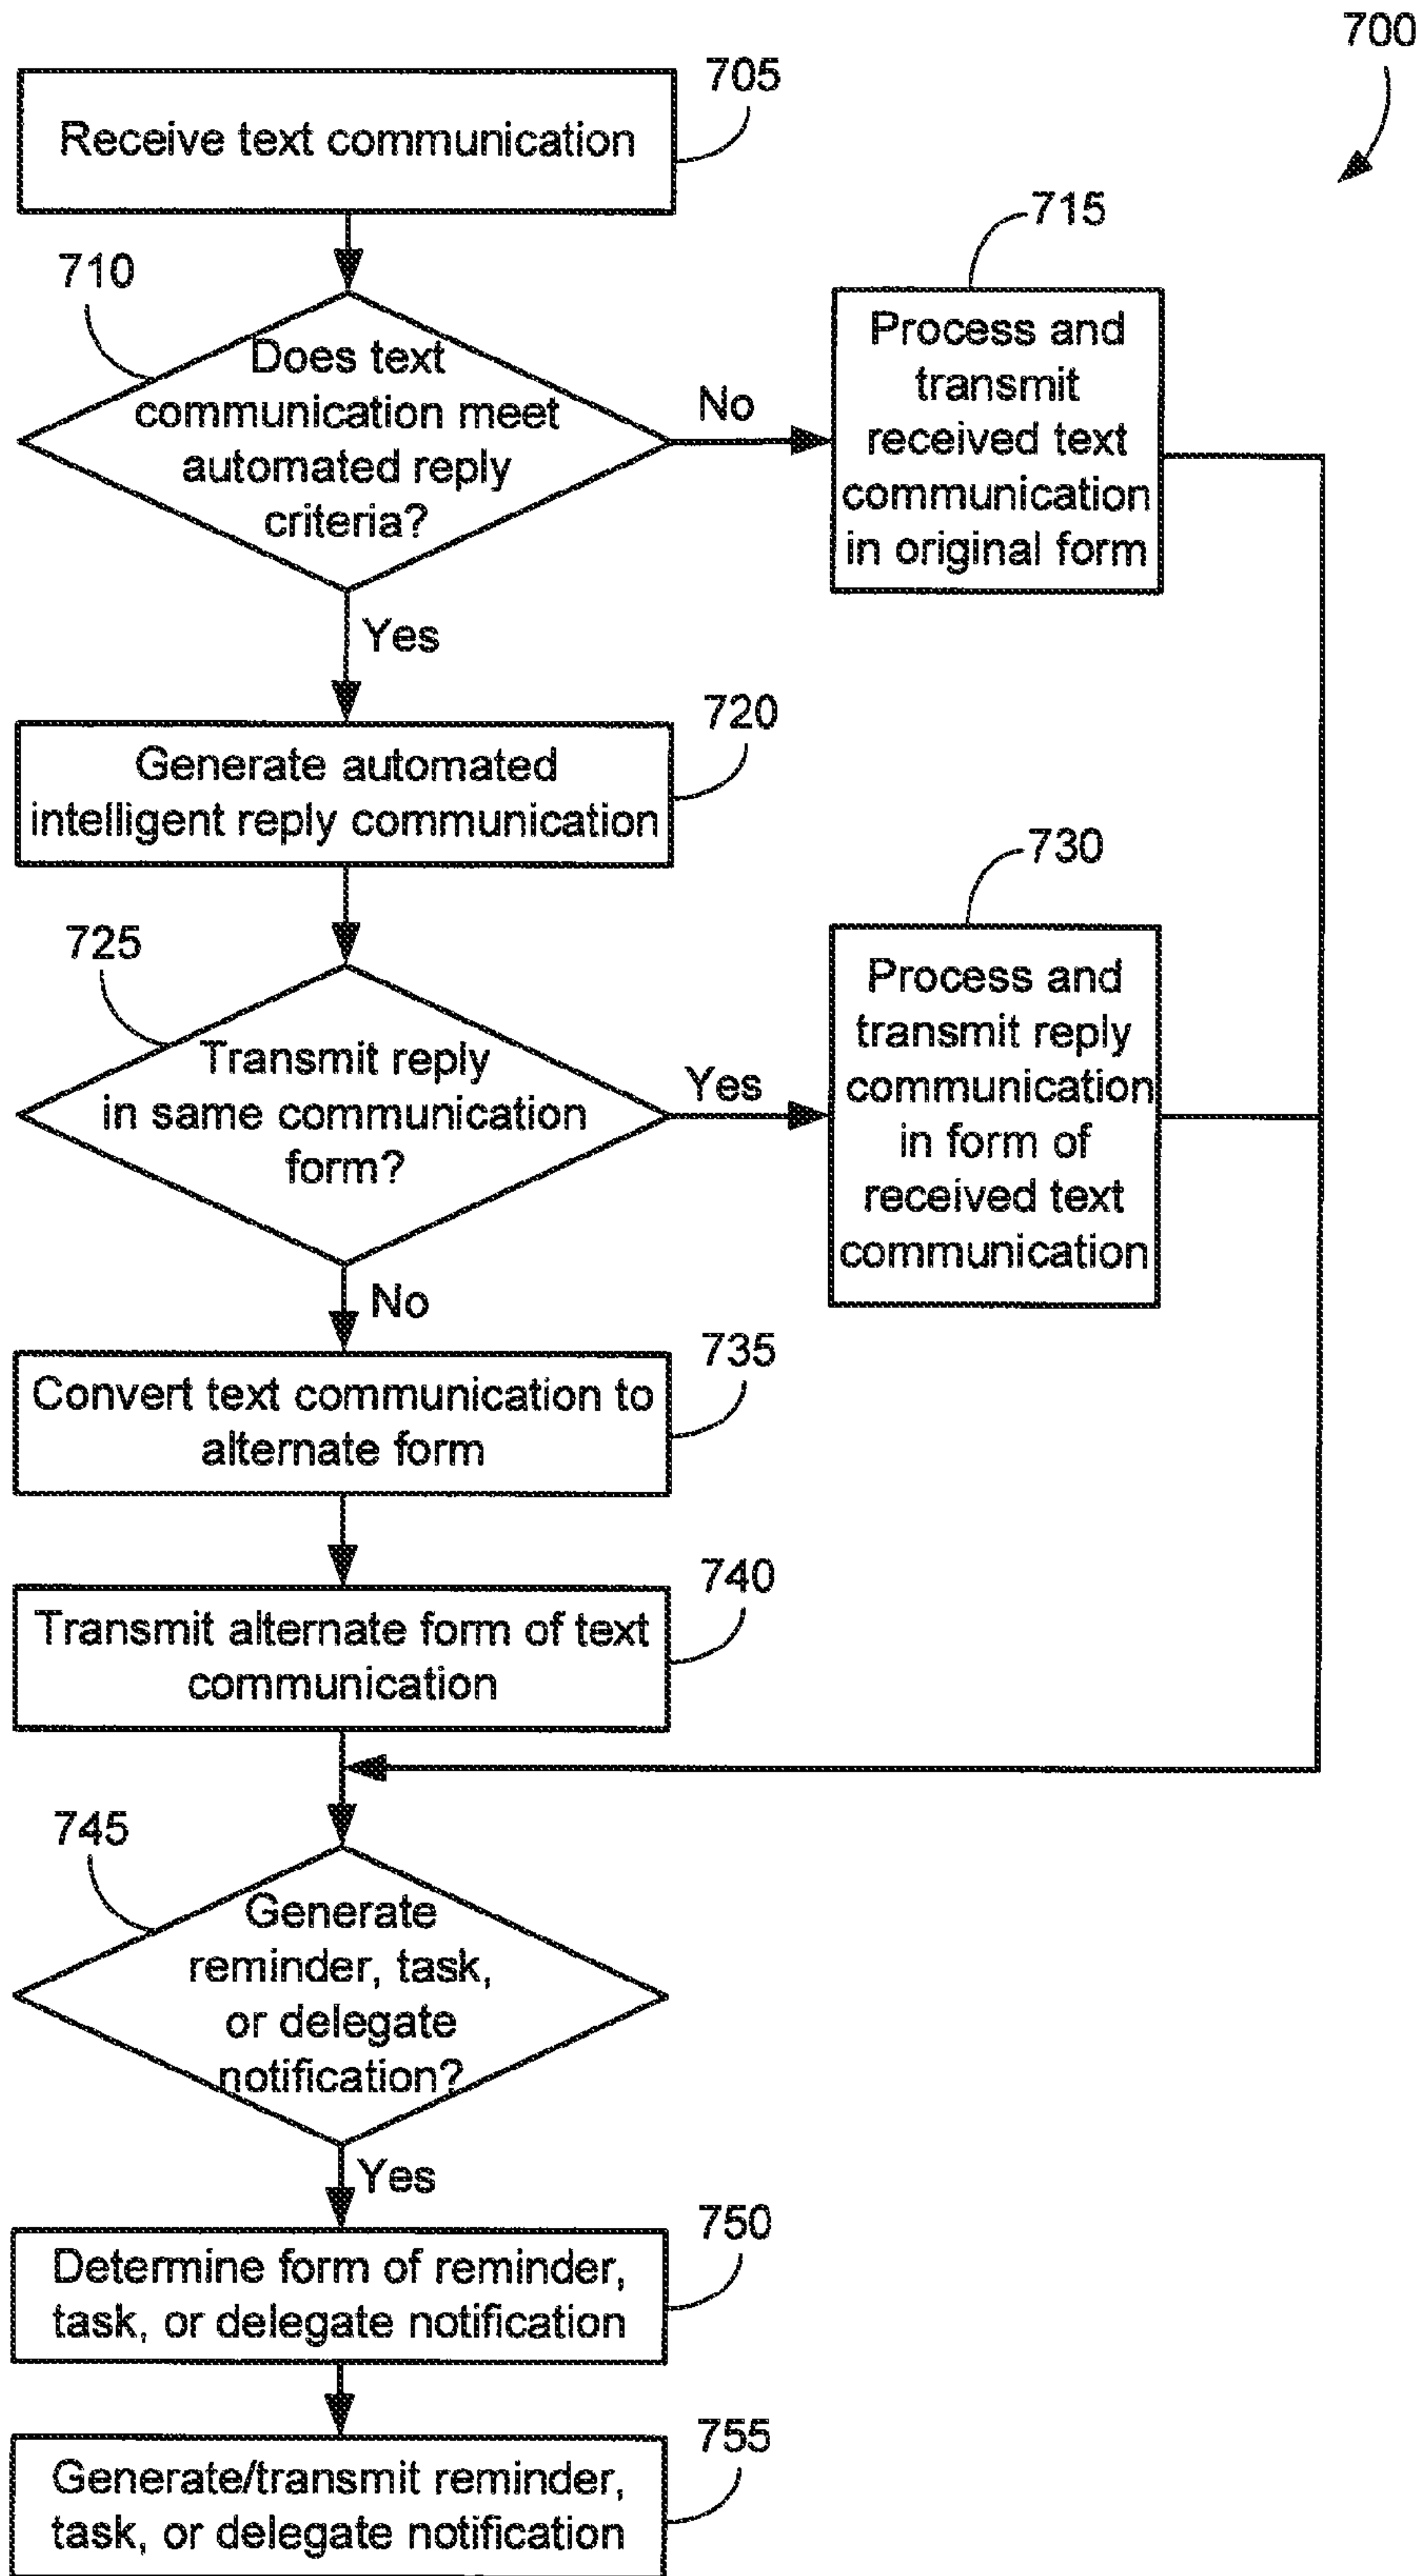 700
705
Receive text communication
710
Does text
communication meet
automated reply
criteria?
No
715
Process and
transmit
received text
communication
in original form
Yes
720
Generate automated
intelligent reply communication
725
Transmit reply
in same communication
form?
Yes
730
Process and
transmit reply
communication
in form of
received text
communication
No
735
Convert text communication to
alternate form
740
Transmit alternate form of text
communication
745
Generate
reminder, task,
or delegate
notification?
Yes
750
Determine form of reminder,
task, or delegate notification
755
Generate/transmit reminder,
task, or delegate notification